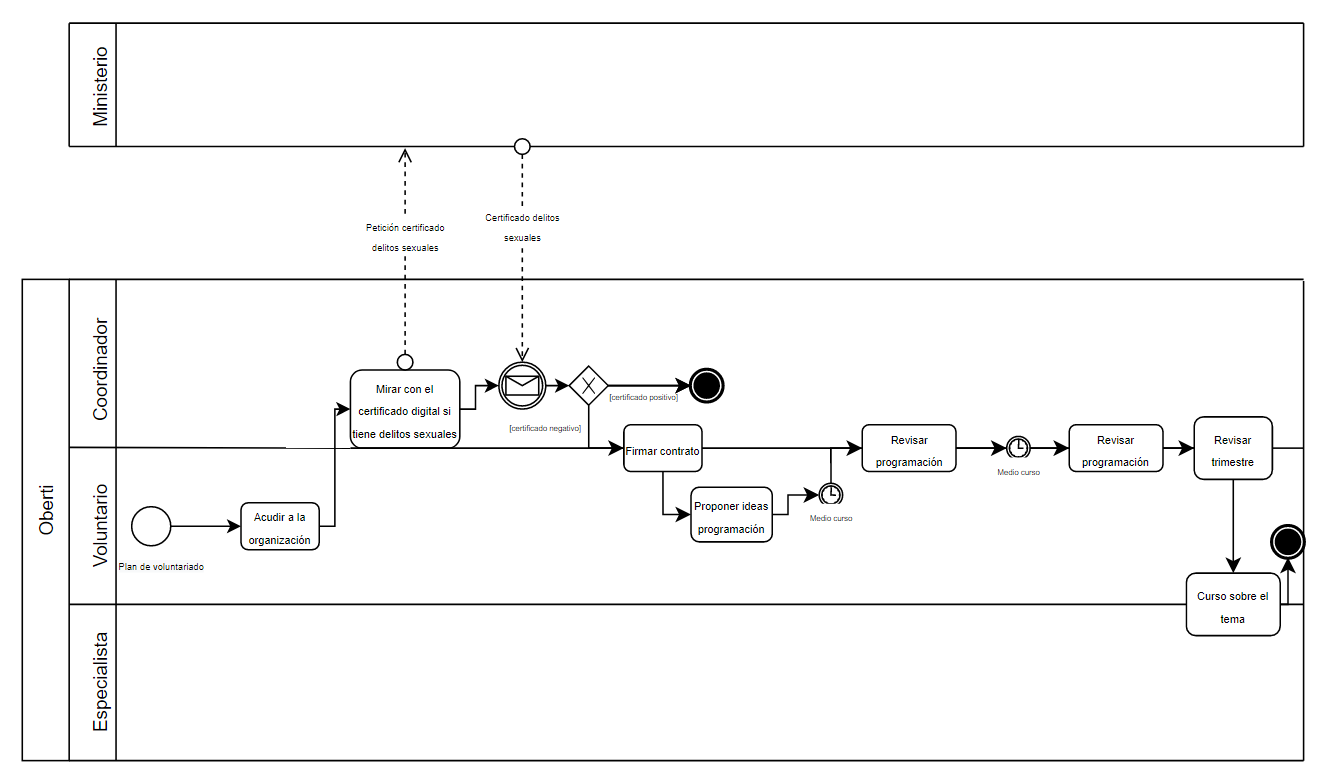 Ministerio
Petición certificado
delitos sexuales
Certificado delitos
sexuales
Oberti
Coordinador
Mirar con el
certificado digital si
tiene delitos sexuales
[certificado positivo]
[certificado negativo]
Firmar contrato
Revisar
programación
Medio curso
Revisar
programación
Revisar
trimestre
Voluntario
Plan de voluntariado
Acudir a la
organización
Proponer ideas
programación
Medio curso
Curso sobre el
tema
Especialista